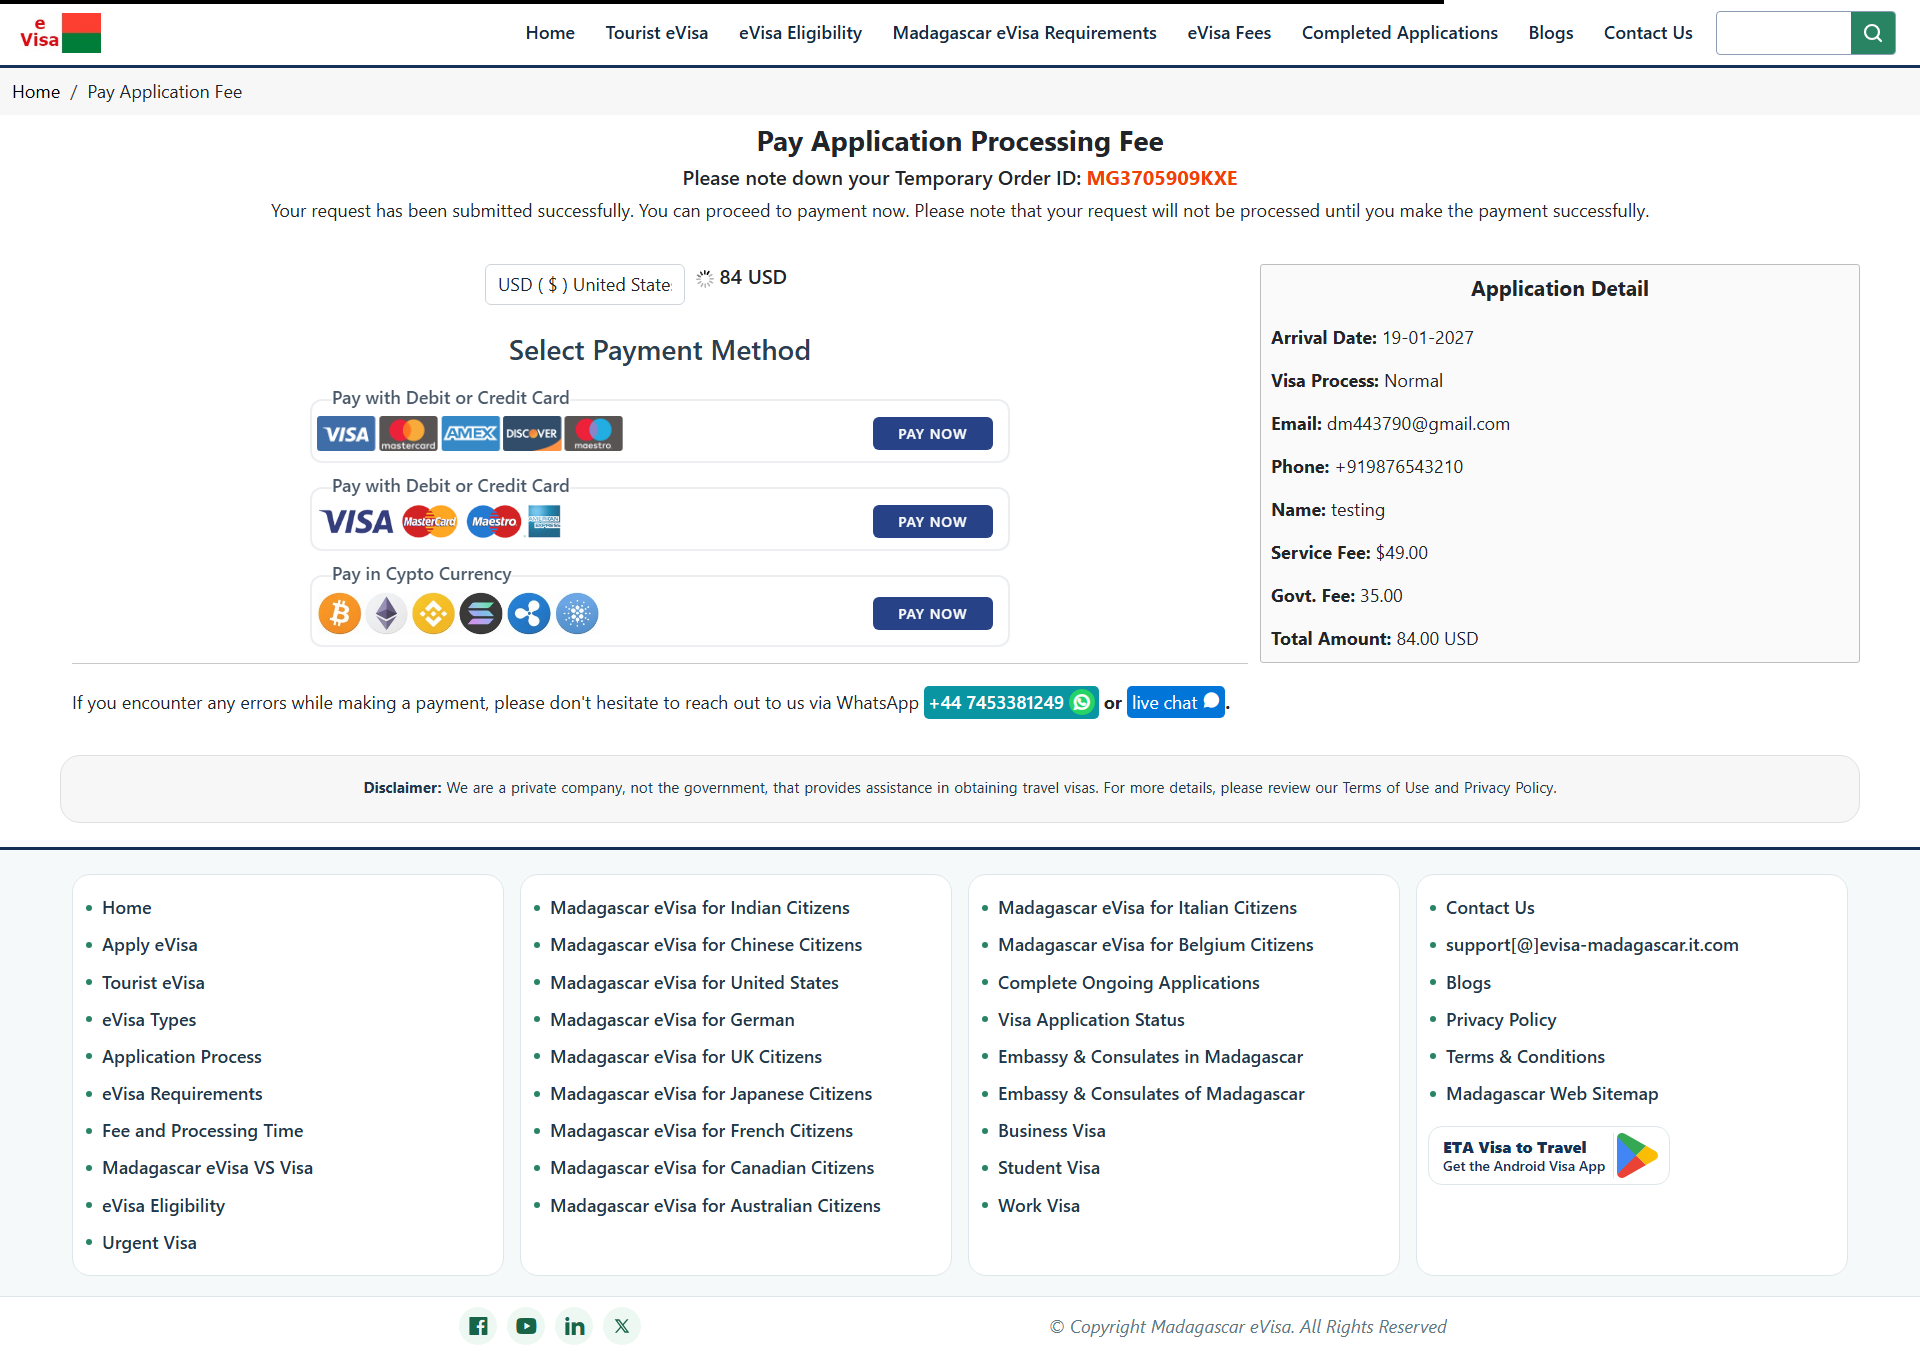 e
Visa
Home
Tourist eVisa
eVisa Eligibility
Madagascar eVisa Requirements
eVisa Fees
Completed Applications
Blogs
Contact Us
Home / Pay Application Fee
Pay Application Processing Fee
Please note down your Temporary Order ID: MG3705909KXE
Your request has been submitted successfully. You can proceed to payment now. Please note that your request will not be processed until you make the payment successfully.
USD ( $ ) United State
84 USD
Select Payment Method
Pay with Debit or Credit Card
VISA mastercard AMEX DISCOVER maestro
PAY NOW
Pay with Debit or Credit Card
VISA MasterCard Maestro AMERICAN EXPRESS
PAY NOW
Pay in Cypto Currency
PAY NOW
Application Detail
Arrival Date: 19-01-2027
Visa Process: Normal
Email: dm443790@gmail.com
Phone: +919876543210
Name: testing
Service Fee: $49.00
Govt. Fee: 35.00
Total Amount: 84.00 USD
If you encounter any errors while making a payment, please don't hesitate to reach out to us via WhatsApp +44 7453381249 or live chat .
Disclaimer: We are a private company, not the government, that provides assistance in obtaining travel visas. For more details, please review our Terms of Use and Privacy Policy.
Home
Apply eVisa
Tourist eVisa
eVisa Types
Application Process
eVisa Requirements
Fee and Processing Time
Madagascar eVisa VS Visa
eVisa Eligibility
Urgent Visa
Madagascar eVisa for Indian Citizens
Madagascar eVisa for Chinese Citizens
Madagascar eVisa for United States
Madagascar eVisa for German
Madagascar eVisa for UK Citizens
Madagascar eVisa for Japanese Citizens
Madagascar eVisa for French Citizens
Madagascar eVisa for Canadian Citizens
Madagascar eVisa for Australian Citizens
Madagascar eVisa for Italian Citizens
Madagascar eVisa for Belgium Citizens
Complete Ongoing Applications
Visa Application Status
Embassy & Consulates in Madagascar
Embassy & Consulates of Madagascar
Business Visa
Student Visa
Work Visa
Contact Us
support[@]evisa-madagascar.it.com
Blogs
Privacy Policy
Terms & Conditions
Madagascar Web Sitemap
ETA Visa to Travel
Get the Android Visa App
© Copyright Madagascar eVisa. All Rights Reserved